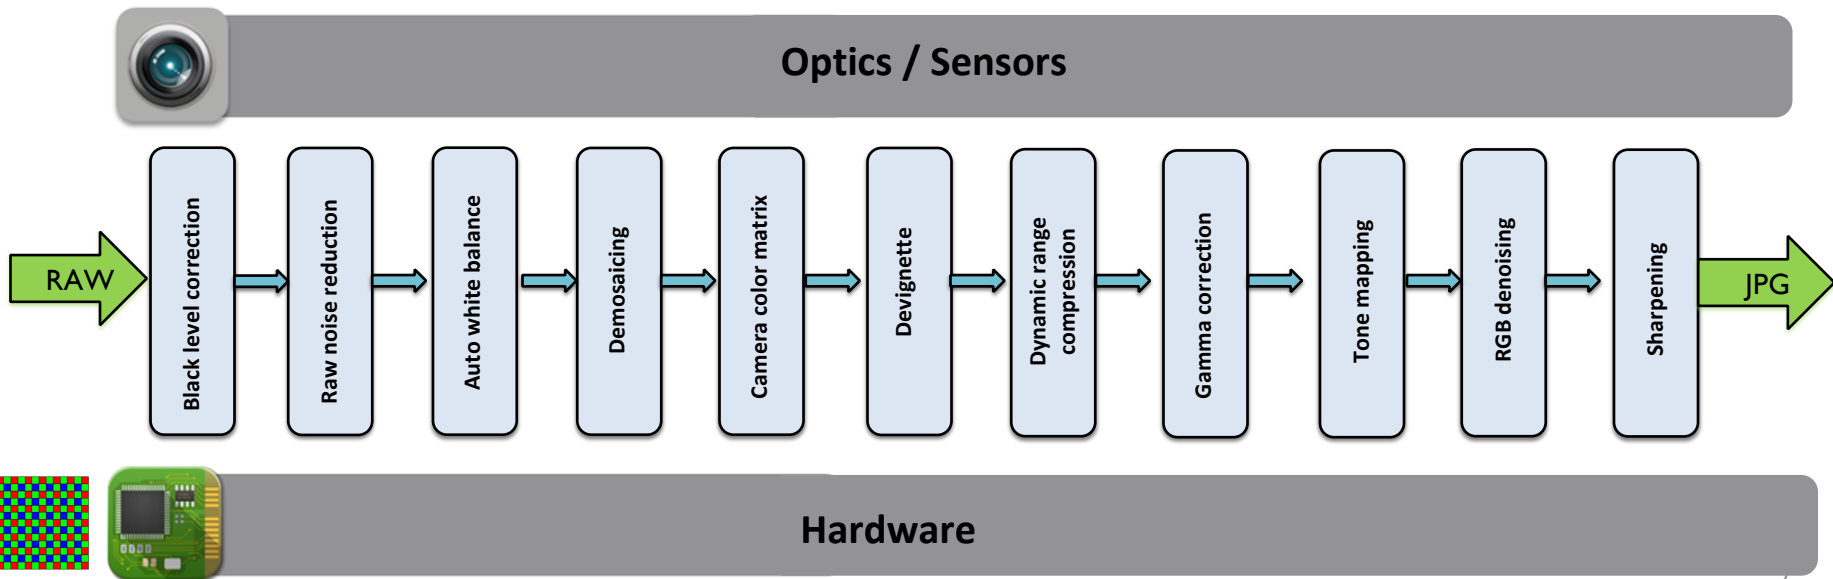 Optics / Sensors
RAW
Black level correction
Raw noise reduction
Auto white balance
Demosaicing
Camera color matrix
Devignette
Dynamic range
compression
Gamma correction
Tone mapping
RGB denoising
Sharpening
JPG
Hardware